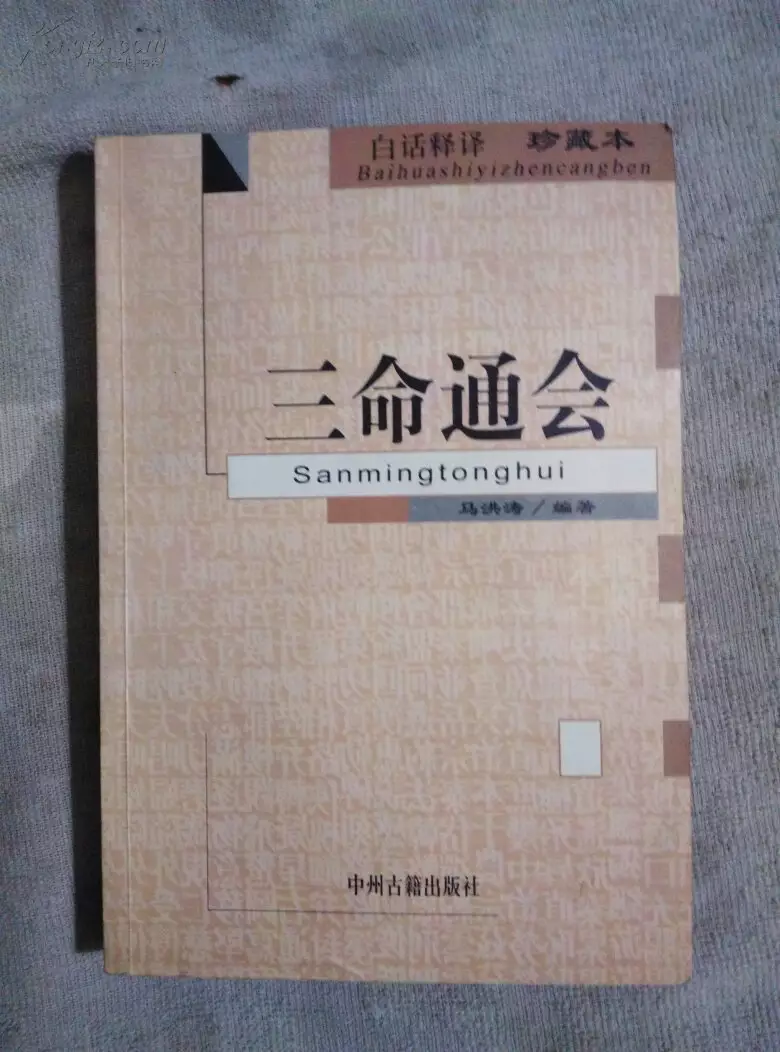 白话释译 珍藏本
Baihuashiyizhencangben
三命通会
Sanmingtonghui
马洪涛/编著
中州古籍出版社